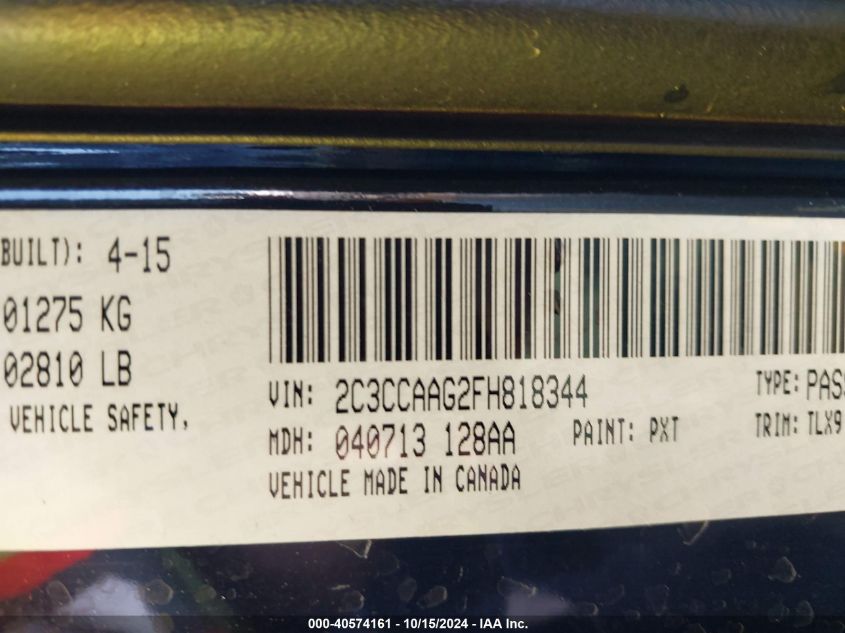 BUILT): 4-15
01275 KG
02810 LB
VEHICLE SAFETY,
VIN: 2C3CCAAG2FH818344
TYPE: PASS
MDH: 040713 128AA
PAINT: PXT
TRIM: TLX9
VEHICLE MADE IN CANADA
000-40574161 - 10/15/2024 - IAA Inc.